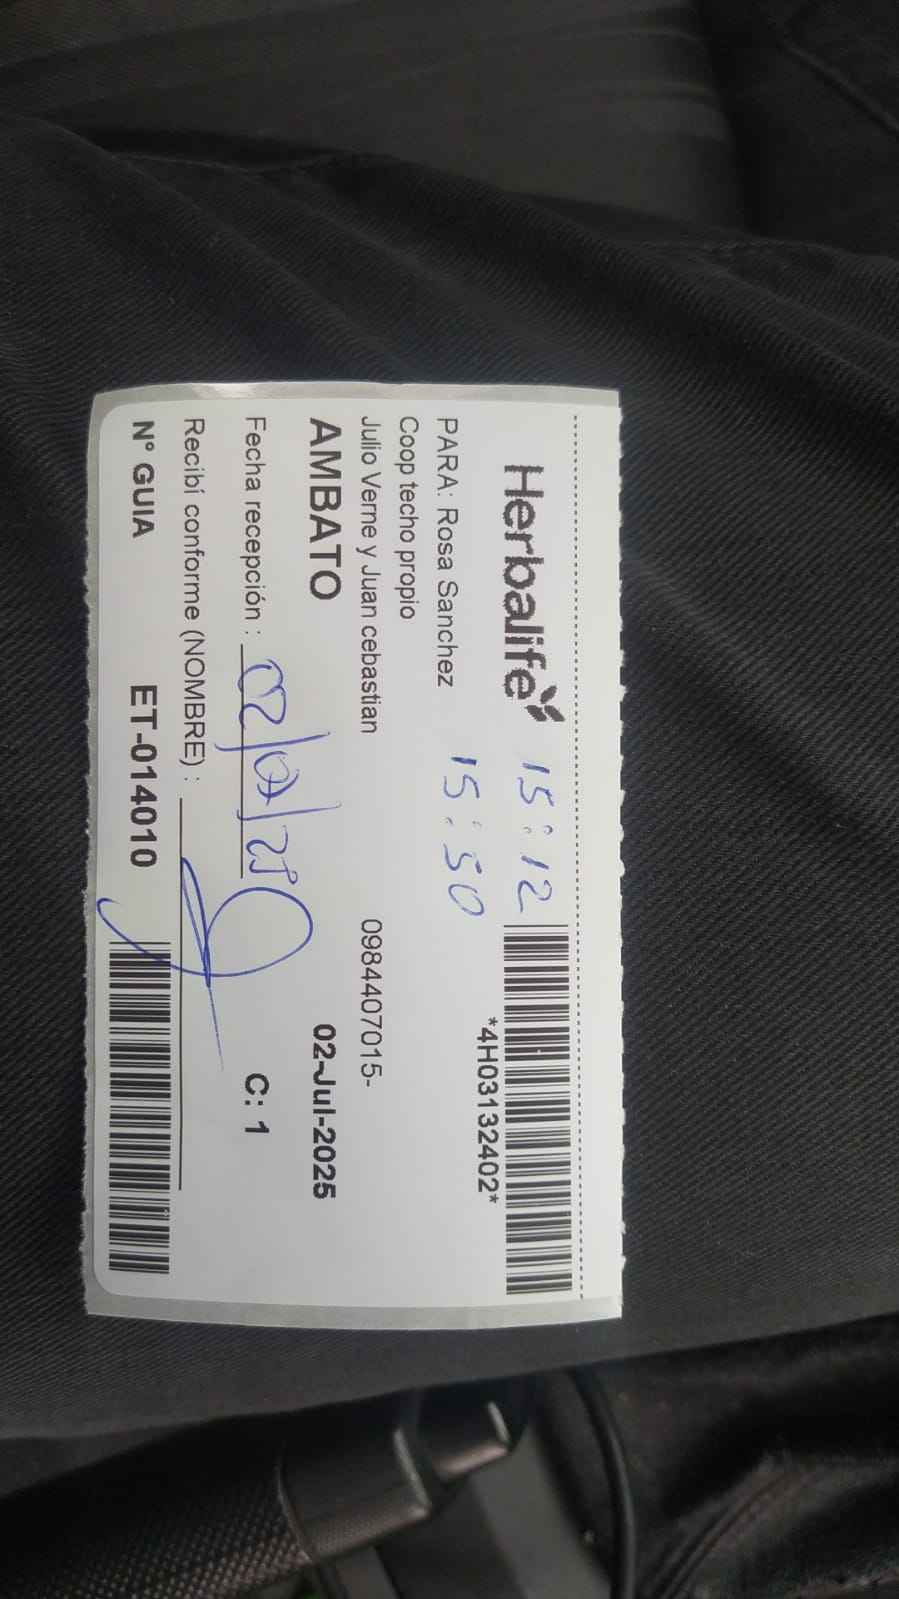 Herbalife 15:12
*4H03132402*
PARA: Rosa Sanchez 15:50
Coop techo propio
Julio Verne y Juan cebastian 0984407015-
AMBATO 02-Jul-2025
Fecha recepción : 02/07/25 C: 1
Recibí conforme (NOMBRE) :
Nº GUIA ET-014010